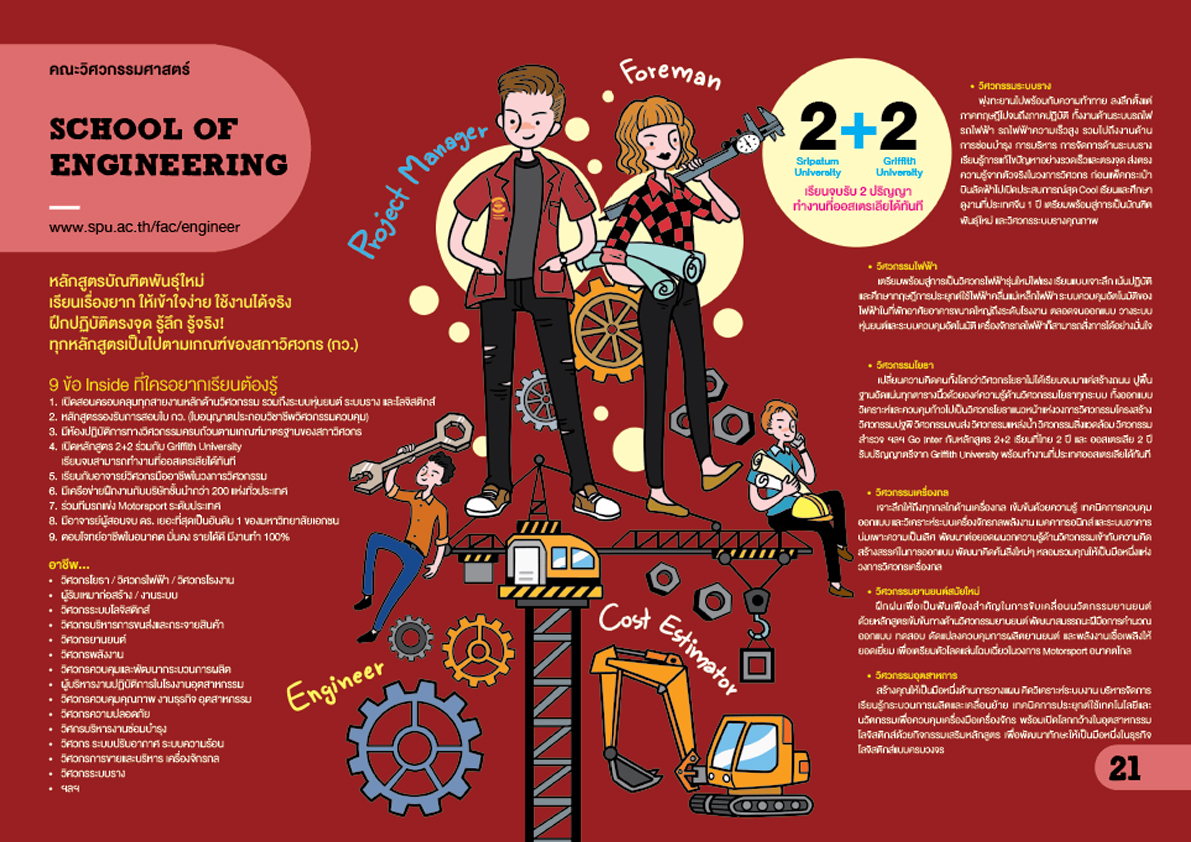 คณะวิศวกรรมศาสตร์
SCHOOL OF
ENGINEERING
www.spu.ac.th/fac/engineer
หลักสูตรบัณฑิตพันธุ์ใหม่
เรียนเรื่องยาก ให้เข้าใจง่าย ใช้งานได้จริง
ฝึกปฏิบัติตรงจุด รู้ลึก รู้จริง!
ทุกหลักสูตรเป็นไปตามเกณฑ์ของสภาวิศวกร (กว.)
9 ข้อ Inside ที่ใครอยากเรียนต้องรู้
1. เปิดสอนครอบคลุมทุกสายงานหลักด้านวิศวกรรม รวมถึงระบบหุ่นยนต์ ระบบราง และโลจิสติกส์
2. หลักสูตรรองรับการสอบใบ กว. (ใบอนุญาตประกอบวิชาชีพวิศวกรรมควบคุม)
3. มีห้องปฏิบัติการทางวิศวกรรมครบถ้วนตามเกณฑ์มาตรฐานของสภาวิศวกร
4. เปิดหลักสูตร 2+2 ร่วมกับ Griffith University
เรียนจบสามารถทำงานที่ออสเตรเลียได้ทันที
5. เรียนกับอาจารย์วิศวกรมืออาชีพในวงการวิศวกรรม
6. มีเครือข่ายฝึกงานกับบริษัทชั้นนำกว่า 200 แห่งทั่วประเทศ
7. ร่วมทีมรถแข่ง Motorsport ระดับประเทศ
8. มีอาจารย์ผู้สอนจบ ดร. เยอะที่สุดเป็นอันดับ 1 ของมหาวิทยาลัยเอกชน
9. ตอบโจทย์อาชีพในอนาคต มั่นคง รายได้ดี มีงานทำ 100%
อาชีพ...
• วิศวกรโยธา / วิศวกรไฟฟ้า / วิศวกรโรงงาน
• ผู้รับเหมาก่อสร้าง / งานระบบ
• วิศวกรระบบโลจิสติกส์
• วิศวกรบริหารการขนส่งและกระจายสินค้า
• วิศวกรยานยนต์
• วิศวกรพลังงาน
• วิศวกรควบคุมและพัฒนากระบวนการผลิต
• ผู้บริหารงานปฏิบัติการในโรงงานอุตสาหกรรม
• วิศวกรควบคุมคุณภาพ งานธุรกิจ อุตสาหกรรม
• วิศวกรความปลอดภัย
• วิศกรบริหารงานซ่อมบำรุง
• วิศวกร ระบบปรับอากาศ ระบบความร้อน
• วิศวกรการขายและบริหาร เครื่องจักรกล
• วิศวกรระบบราง
• ฯลฯ
Project Manager
Foreman
Engineer
Cost Estimator
2+2
Sripatum University
Griffith University
เรียนจบรับ 2 ปริญญา
ทำงานที่ออสเตรเลียได้ทันที
• วิศวกรรมระบบราง
พุ่งทะยานไปพร้อมกับความท้าทาย ลงลึกตั้งแต่
ภาคทฤษฎีไปจนถึงภาคปฏิบัติ ทั้งงานด้านระบบรถไฟ
รถไฟฟ้า รถไฟความเร็วสูง รวมไปถึงงานด้าน
การซ่อมบำรุง การบริหาร การจัดการด้านระบบราง
เรียนรู้การแก้ไขปัญหาอย่างรวดเร็วและตรงจุด ส่งตรง
ความรู้จากตัวจริงในวงการวิศวกร ก่อนแพ็คกระเป๋า
บินลัดฟ้าไปเปิดประสบการณ์สุด Cool เรียนและศึกษา
ดูงานที่ประเทศจีน 1 ปี เตรียมพร้อมสู่การเป็นบัณฑิต
พันธุ์ใหม่ และวิศวกรระบบรางคุณภาพ
• วิศวกรรมไฟฟ้า
เตรียมพร้อมสู่การเป็นวิศวกรไฟฟ้ารุ่นใหม่ไฟแรง เรียนแบบเจาะลึก เน้นปฏิบัติ
และศึกษาทฤษฎีการประยุกต์ใช้ไฟฟ้าคลื่นแม่เหล็กไฟฟ้า ระบบควบคุมอัตโนมัติของ
ไฟฟ้าในที่พักอาศัยอาคารขนาดใหญ่ถึงระดับโรงงาน ตลอดจนออกแบบ วางระบบ
หุ่นยนต์และระบบควบคุมอัตโนมัติ เครื่องจักรกลไฟฟ้าก็สามารถสั่งการได้อย่างมั่นใจ
• วิศวกรรมโยธา
เปลี่ยนความคิดคนทั้งโลกว่าวิศวกรโยธาไม่ได้เรียนจบมาแค่สร้างถนน ปูพื้น
ฐานอัดแน่นทุกตารางนิ้วด้วยองค์ความรู้ด้านวิศวกรรมโยธาทุกระบบ ทั้งออกแบบ
วิเคราะห์และควบคุมก้าวไปเป็นวิศวกรโยธาแนวหน้าแห่งวงการวิศวกรรมโครงสร้าง
วิศวกรรมปฐพี วิศวกรรมขนส่ง วิศวกรรมแหล่งน้ำ วิศวกรรมสิ่งแวดล้อม วิศวกรรม
สำรวจ ฯลฯ Go Inter กับหลักสูตร 2+2 เรียนที่ไทย 2 ปี และ ออสเตรเลีย 2 ปี
รับปริญญาตรีจาก Griffith University พร้อมทำงานที่ประเทศออสเตรเลียได้ทันที
• วิศวกรรมเครื่องกล
เจาะลึกให้ถึงทุกกลไกด้านเครื่องกล เข้มข้นด้วยความรู้ เทคนิคการควบคุม
ออกแบบ และวิเคราะห์ระบบเครื่องจักรกลพลังงาน แมคคาทรอนิกส์ และระบบอาคาร
บ่มเพาะความเป็นเลิศ พัฒนาต่อยอดผนวกความรู้ด้านวิศวกรรมเข้ากับความคิด
สร้างสรรค์ในการออกแบบ พัฒนาคิดค้นสิ่งใหม่ๆ หลอมรวมคุณให้เป็นมือหนึ่งแห่ง
วงการวิศวกรเครื่องกล
• วิศวกรรมยานยนต์สมัยใหม่
ฝึกฝนเพื่อเป็นฟันเฟืองสำคัญในการขับเคลื่อนนวัตกรรมยานยนต์
ด้วยหลักสูตรเข้มข้นทางด้านวิศวกรรมยานยนต์ พัฒนาสมรรถนะฝีมือการคำนวณ
ออกแบบ ทดสอบ ดัดแปลงควบคุมการผลิตยานยนต์ และพลังงานเชื้อเพลิงให้
ยอดเยี่ยม เพื่อเตรียมตัวโลดแล่นโฉบเฉี่ยวในวงการ Motorsport อนาคตไกล
• วิศวกรรมอุตสาหการ
สร้างคุณให้เป็นมือหนึ่งด้านการวางแผน คิดวิเคราะห์ระบบงาน บริหารจัดการ
เรียนรู้กระบวนการผลิตและเคลื่อนย้าย เทคนิคการประยุกต์ใช้เทคโนโลยีและ
นวัตกรรมเพื่อควบคุมเครื่องมือเครื่องจักร พร้อมเปิดโลกกว้างในอุตสาหกรรม
โลจิสติกส์ด้วยกิจกรรมเสริมหลักสูตร เพื่อพัฒนาทักษะให้เป็นมือหนึ่งในธุรกิจ
โลจิสติกส์แบบครบวงจร
21